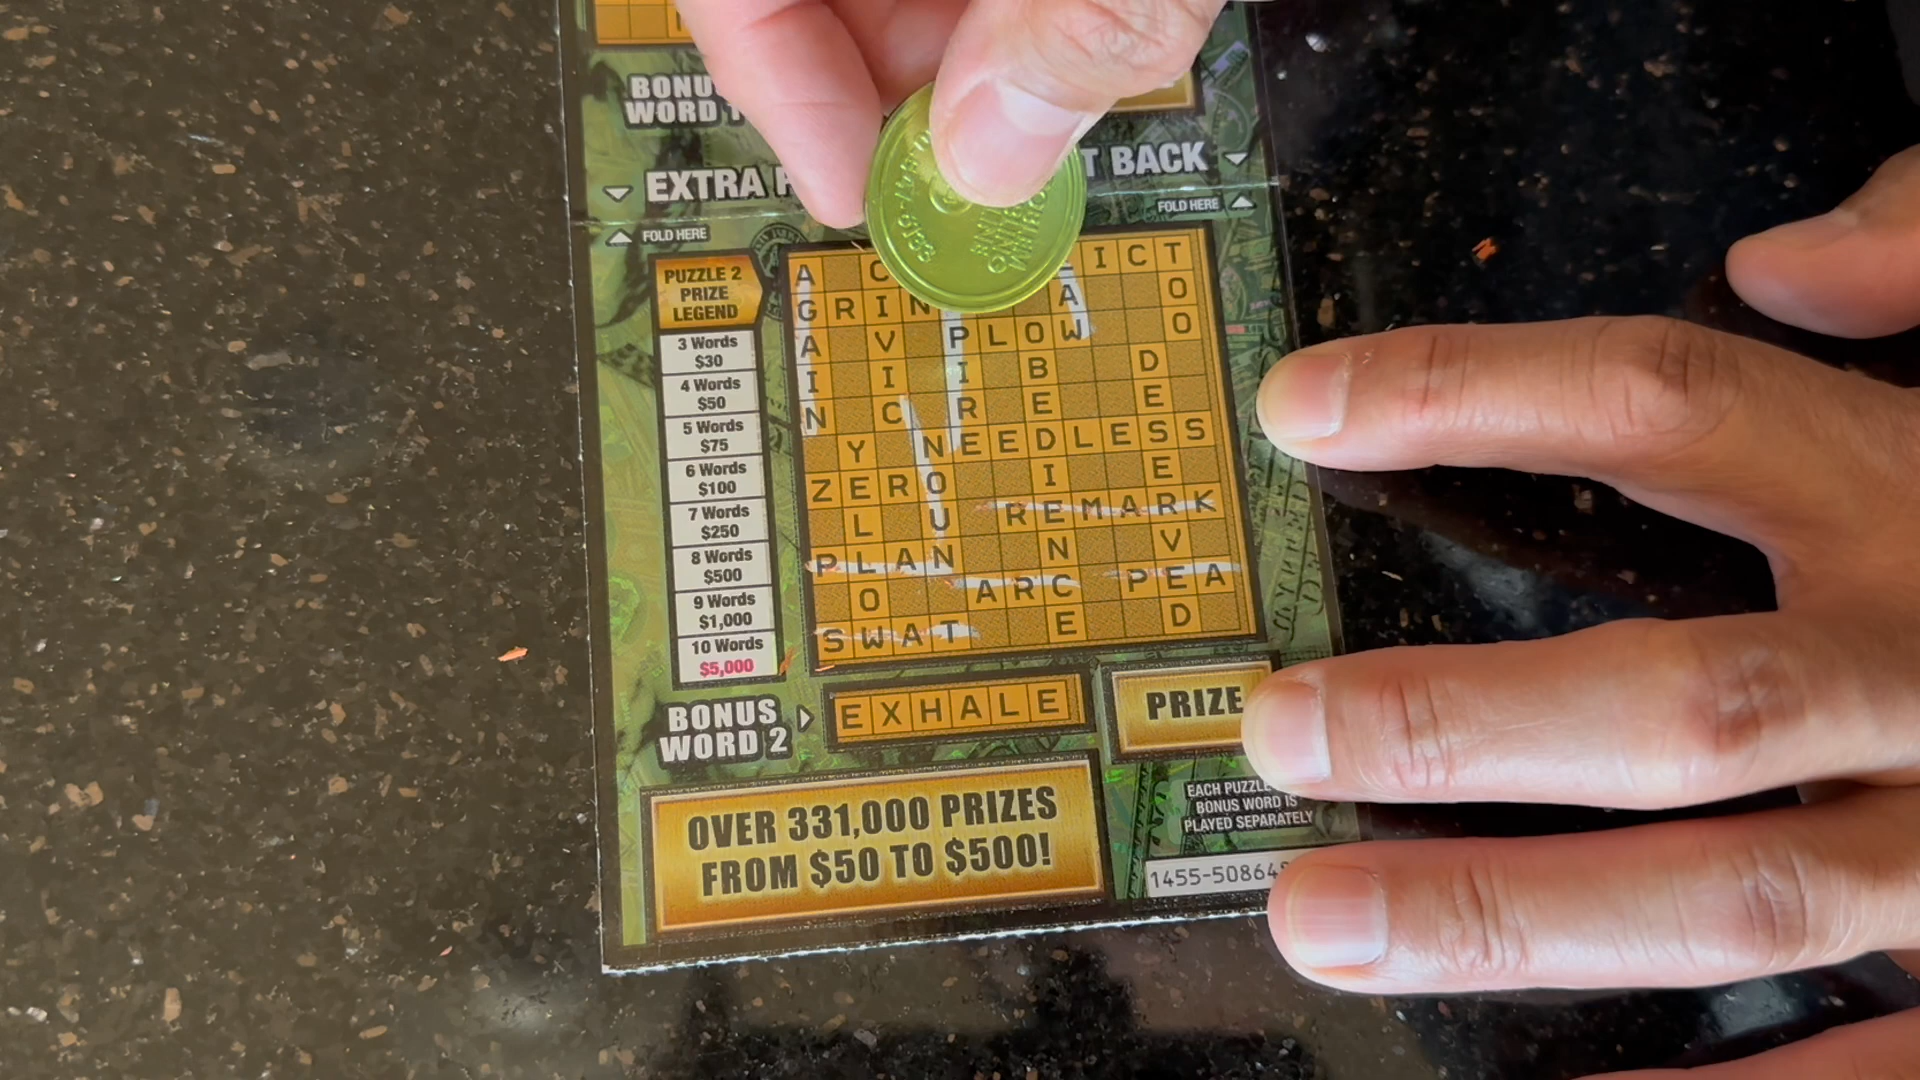 BONU
WORD 1
EXTRA
T BACK
FOLD HERE
FOLD HERE
PUZZLE 2
PRIZE
LEGEND
3 Words
$30
4 Words
$50
5 Words
$75
6 Words
$100
7 Words
$250
8 Words
$500
9 Words
$1,000
10 Words
$5,000
A C I C T
G R I N A O
A V P L O W O
I I I B D
N C R E E
Y N E E D L E S S
Z E R O I E
L U R E M A R K
P L A N N V
O A R C P E A
S W A T E D
BONUS
WORD 2
EXHALE
PRIZE
OVER 331,000 PRIZES
FROM $50 TO $500!
EACH PUZZLE
BONUS WORD IS
PLAYED SEPARATELY
1455-50864